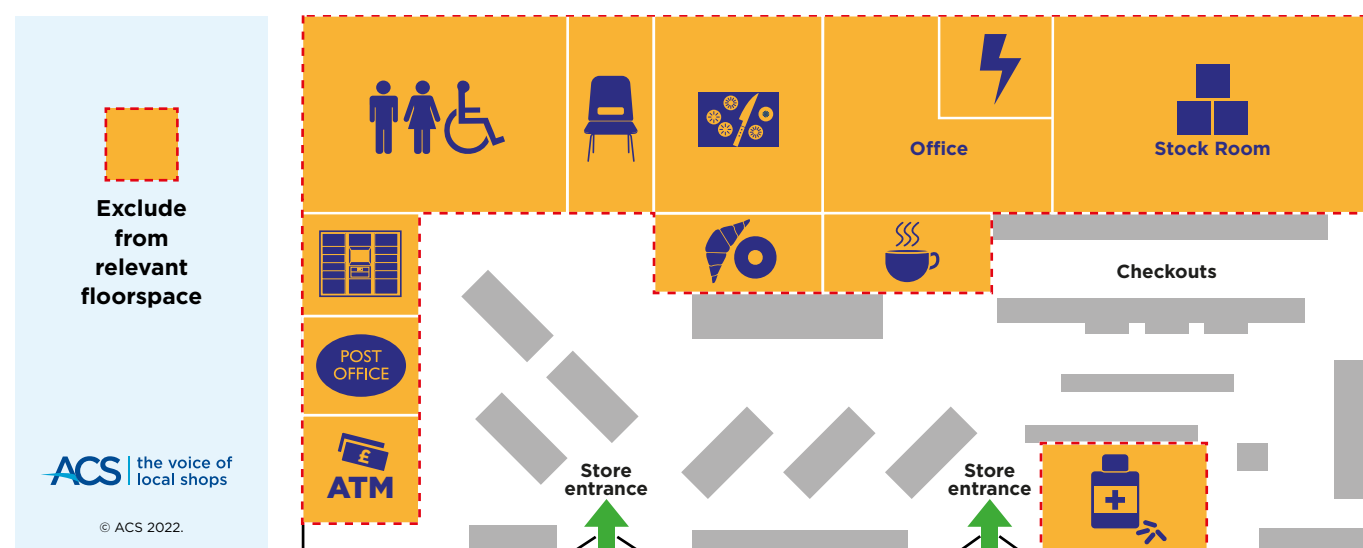 Exclude
from
relevant
floorspace
ACS the voice of
local shops
© ACS 2022.
Office
Stock Room
Checkouts
POST
OFFICE
£
ATM
Store
entrance
Store
entrance